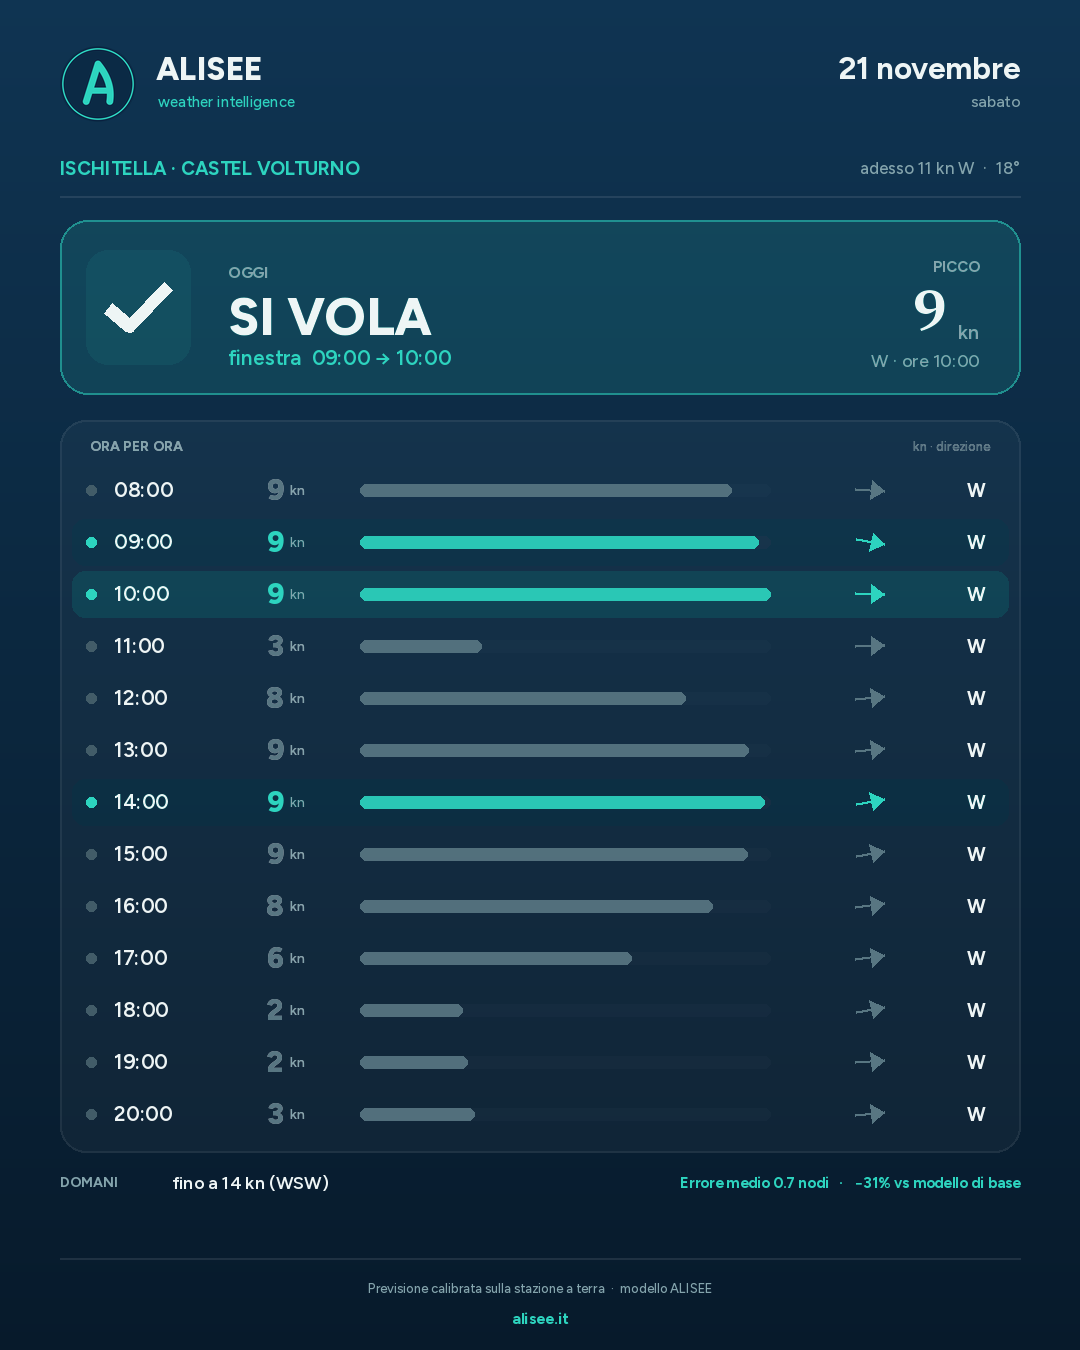 A ALISEE
weather intelligence
21 novembre
sabato
ISCHITELLA · CASTEL VOLTURNO
adesso 11 kn W · 18°
OGGI
SI VOLA
finestra 09:00 → 10:00
PICCO
9 kn
W · ore 10:00
ORA PER ORA kn · direzione
08:00 9 kn W
09:00 9 kn W
10:00 9 kn W
11:00 3 kn W
12:00 8 kn W
13:00 9 kn W
14:00 9 kn W
15:00 9 kn W
16:00 8 kn W
17:00 6 kn W
18:00 2 kn W
19:00 2 kn W
20:00 3 kn W
DOMANI fino a 14 kn (WSW) Errore medio 0.7 nodi · -31% vs modello di base
Previsione calibrata sulla stazione a terra · modello ALISEE
alisee.it